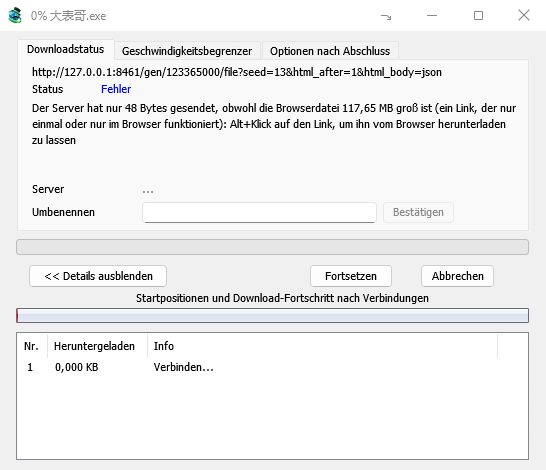 0% 大表哥.exe
Downloadstatus
Geschwindigkeitsbegrenzer
Optionen nach Abschluss
http://127.0.0.1:8461/gen/123365000/file?seed=13&html_after=1&html_body=json
Status Fehler
Der Server hat nur 48 Bytes gesendet, obwohl die Browserdatei 117,65 MB groß ist (ein Link, der nur
einmal oder nur im Browser funktioniert): Alt+Klick auf den Link, um ihn vom Browser herunterladen
zu lassen
Server ...
Umbenennen Bestätigen
<< Details ausblenden Fortsetzen Abbrechen
Startpositionen und Download-Fortschritt nach Verbindungen
Nr. Heruntergeladen Info
1 0,000 KB Verbinden...